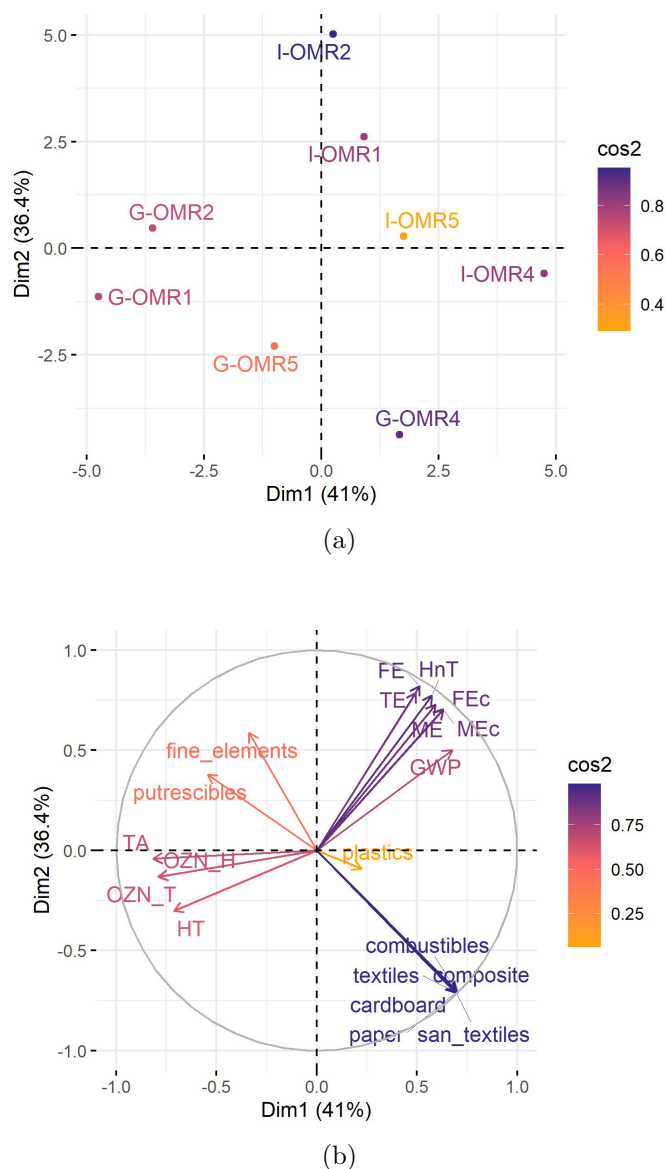 5.0
I-OMR2
2.5
I-OMR1
cos2
G-OMR2
I-OMR5
0.8
0.0
I-OMR4
0.6
G-OMR1
0.4
-2.5
G-OMR5
G-OMR4
Dim2 (36.4%)
-5.0 -2.5 0.0 2.5 5.0
Dim1 (41%)
(a)
1.0
FE HnT
TE FEc
ME MEc
0.5
fine_elements
GWP
putrescibles
cos2
TA
OZN_H
plastics
0.75
0.0
OZN_T
0.50
HT
0.25
-0.5
combustibles
textiles composite
cardboard
paper san_textiles
-1.0
Dim2 (36.4%)
-1.0 -0.5 0.0 0.5 1.0
Dim1 (41%)
(b)